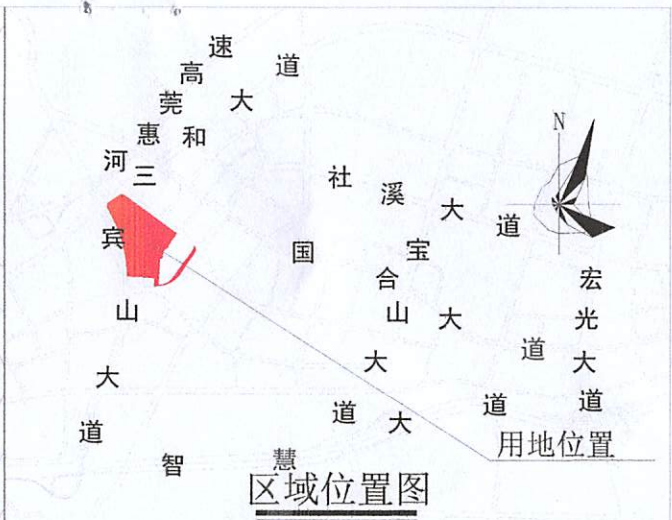 河惠莞高速
三和大道
N
社溪大道
宾山大道
国合大道
宝山大道
宏光大道
智慧大道
用地位置
区域位置图